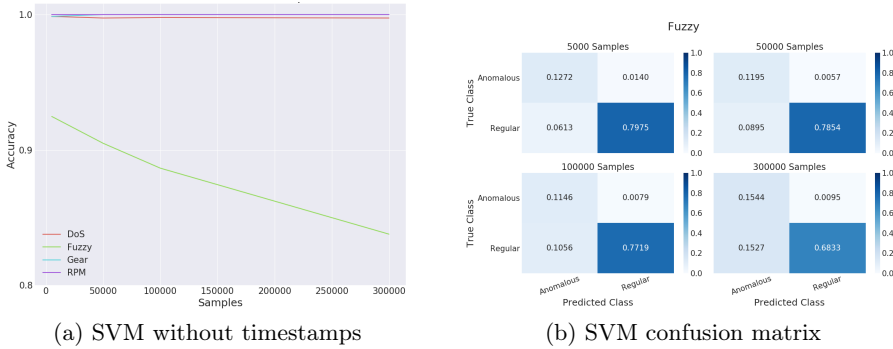 1.0
0.9
0.8
Accuracy
DoS
Fuzzy
Gear
RPM
0
50000
100000
150000
200000
250000
300000
Samples
(a) SVM without timestamps
Fuzzy
5000 Samples
50000 Samples
True Class
Anomalous
0.1272
0.0140
1.0
0.8
0.6
0.4
0.2
0.0
0.1195
0.0057
1.0
0.8
0.6
0.4
0.2
0.0
Regular
0.0613
0.7975
0.0895
0.7854
100000 Samples
300000 Samples
True Class
Anomalous
0.1146
0.0079
1.0
0.8
0.6
0.4
0.2
0.0
0.1544
0.0095
1.0
0.8
0.6
0.4
0.2
0.0
Regular
0.1056
0.7719
0.1527
0.6833
Anomalous
Regular
Anomalous
Regular
Predicted Class
Predicted Class
(b) SVM confusion matrix